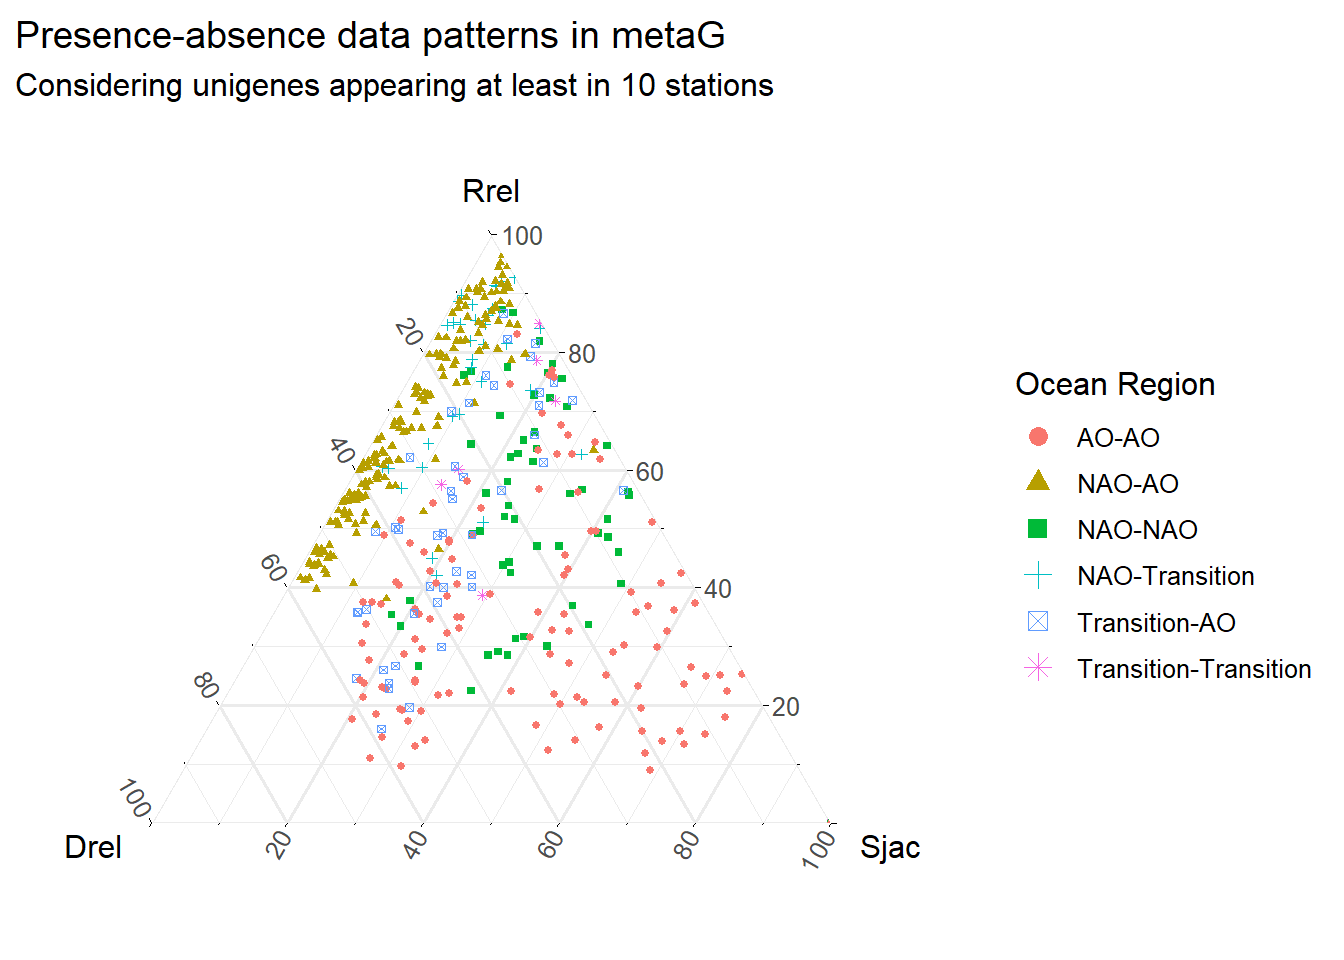 Presence-absence data patterns in metaG
Considering unigenes appearing at least in 10 stations
Rrel
100
20
80
40
60
60
40
80
20
100
Drel
20
40
60
80
100
Sjac
Ocean Region
AO-AO
NAO-AO
NAO-NAO
NAO-Transition
Transition-AO
Transition-Transition